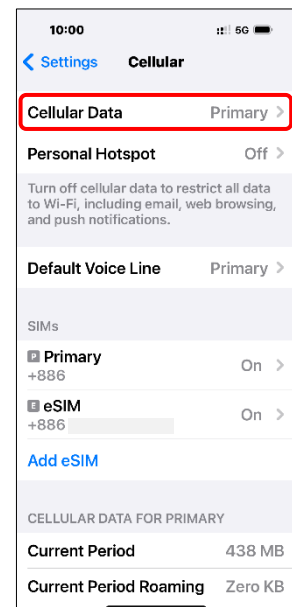 10:00 5G
Settings Cellular
Cellular Data Primary
Personal Hotspot Off
Turn off cellular data to restrict all data
to Wi-Fi, including email, web browsing,
and push notifications.
Default Voice Line Primary
SIMs
P Primary On
+886
E eSIM On
+886
Add eSIM
CELLULAR DATA FOR PRIMARY
Current Period 438 MB
Current Period Roaming Zero KB